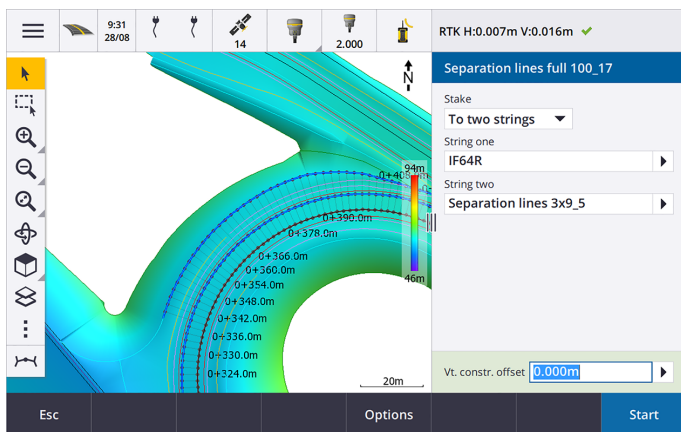 9:31
28/08
14
2.000
RTK H:0.007m V:0.016m
Separation lines full 100_17
Stake
To two strings
String one
IF64R
String two
Separation lines 3x9_5
N
94m
46m
0+390.0m
0+378.0m
0+366.0m
0+360.0m
0+354.0m
0+348.0m
0+342.0m
0+336.0m
0+330.0m
0+324.0m
20m
Vt. constr. offset
0.000m
Esc
Options
Start